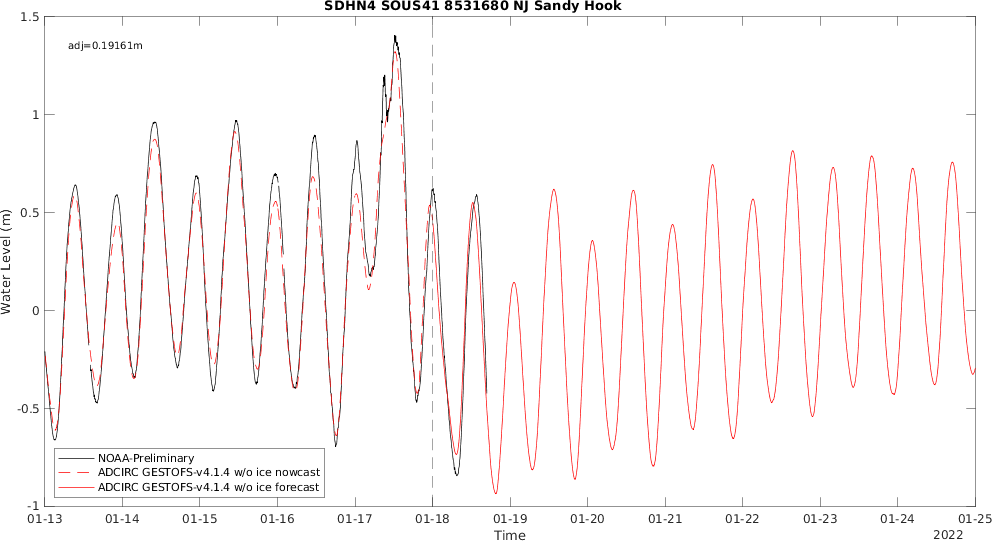 SDHN4 SOUS41 8531680 NJ Sandy Hook
adj=0.19161m
1.5
1
0.5
0
-0.5
-1
Water Level (m)
NOAA-Preliminary
ADCIRC GESTOFS-v4.1.4 w/o ice nowcast
ADCIRC GESTOFS-v4.1.4 w/o ice forecast
01-13 01-14 01-15 01-16 01-17 01-18 01-19 01-20 01-21 01-22 01-23 01-24 01-25
Time
2022